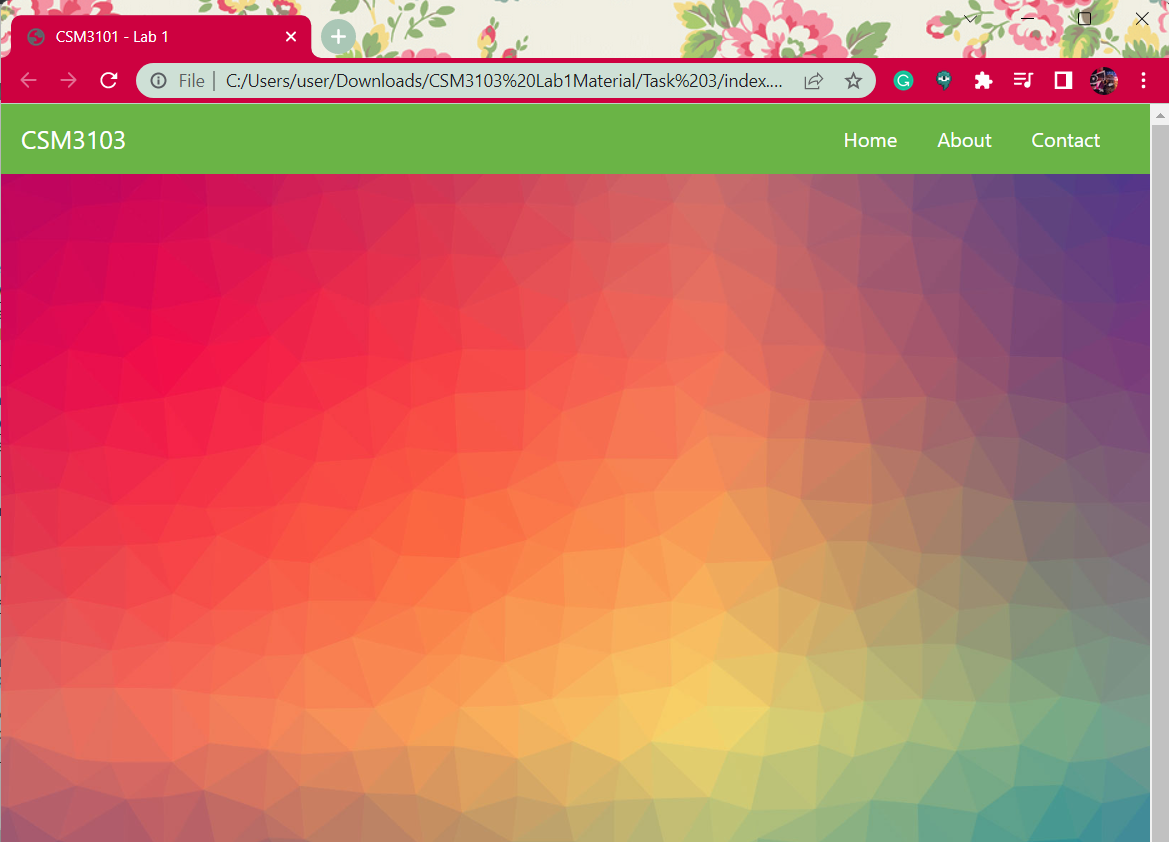 CSM3101 - Lab 1
File | C:/Users/user/Downloads/CSM3103%20Lab1Material/Task%203/index....
CSM3103
Home About Contact